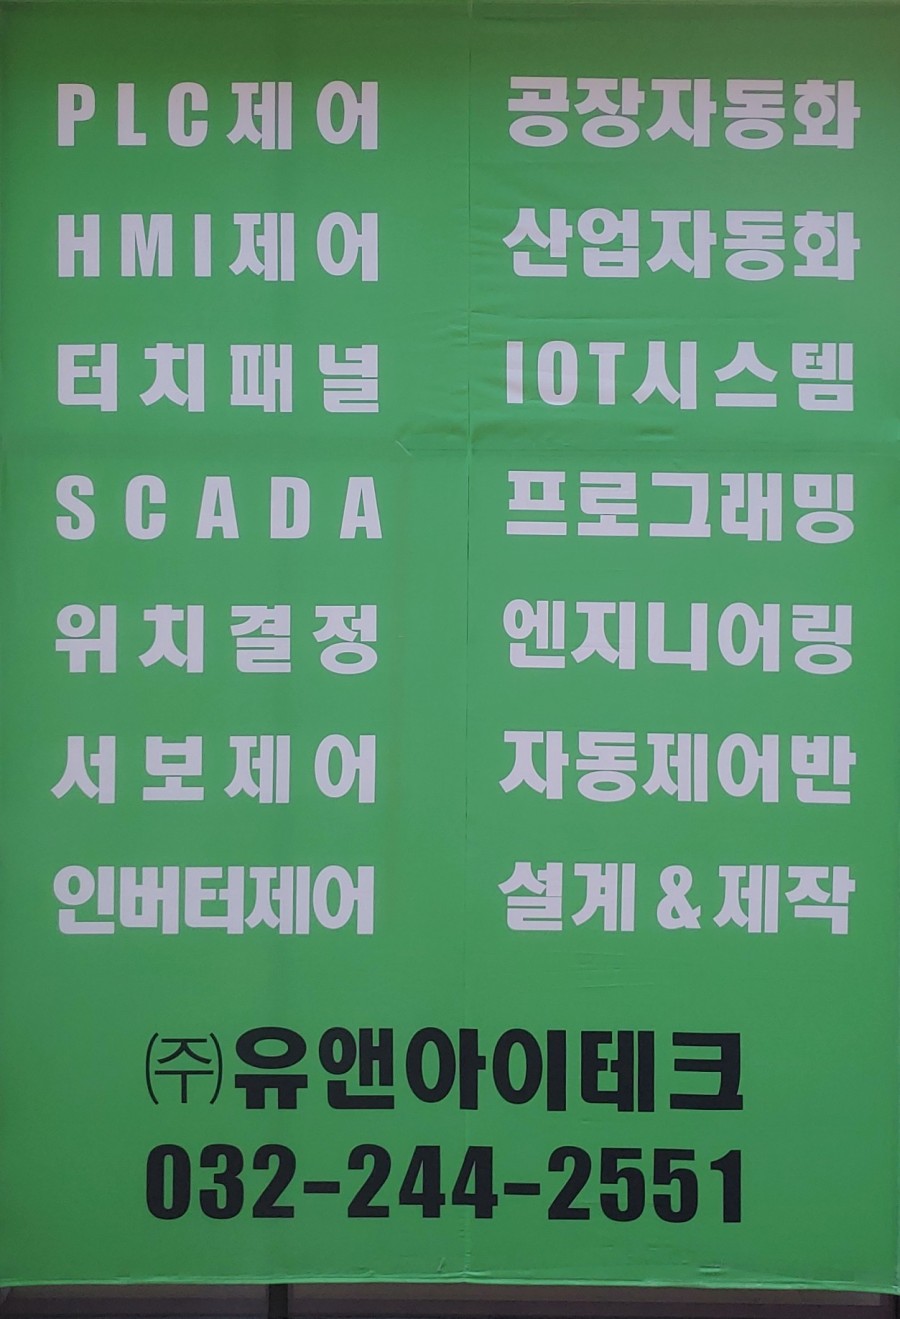 PLC제어
HMI제어
터치패널
SCADA
위치결정
서보제어
인버터제어
공장자동화
산업자동화
IOT시스템
프로그래밍
엔지니어링
자동제어반
설계&제작
㈜유앤아이테크
032-244-2551